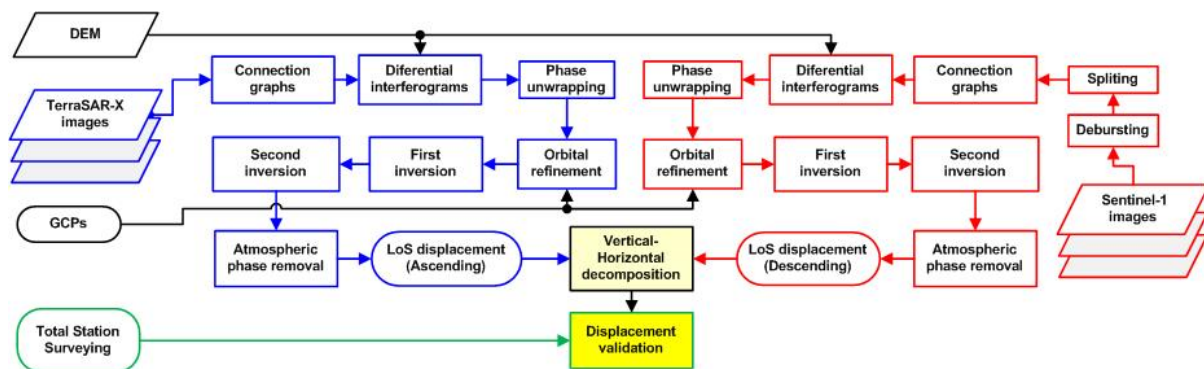 DEM
Connection
graphs
Diferential
interferograms
Phase
unwrapping
Phase
unwrapping
Diferential
interferograms
Connection
graphs
Spliting
TerraSAR-X
images
Debursting
Second
inversion
First
inversion
Orbital
refinement
Orbital
refinement
First
inversion
Second
inversion
GCPs
Sentinel-1
images
Atmospheric
phase removal
LoS displacement
(Ascending)
Vertical-
Horizontal
decomposition
LoS displacement
(Descending)
Atmospheric
phase removal
Total Station
Surveying
Displacement
validation